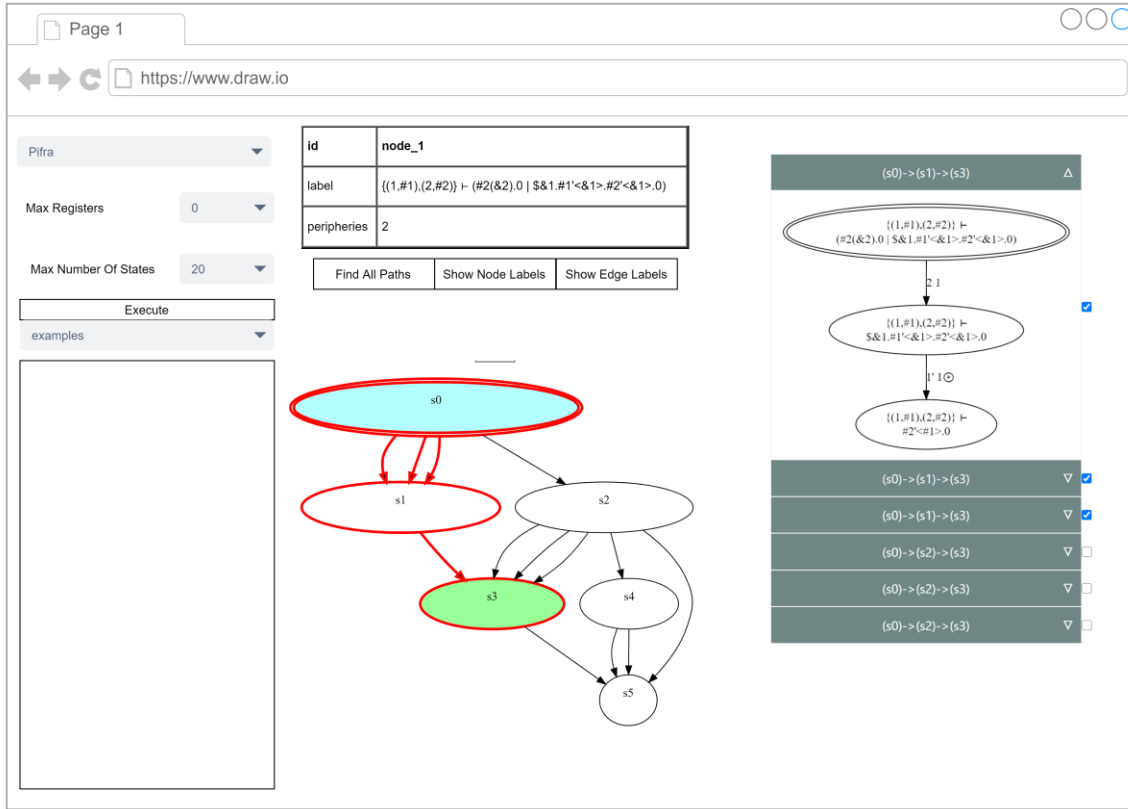 Page 1
https://www.draw.io
Pifra
Max Registers
0
Max Number Of States
20
Execute
examples
id
node_1
label
{(1,#1),(2,#2)} ⊢ (#2(&2).0 | $&1.#1'<&1>.#2'<&1>.0)
peripheries
2
Find All Paths
Show Node Labels
Show Edge Labels
s0
s1
s2
s3
s4
s5
(s0)->(s1)->(s3)
{(1,#1),(2,#2)} ⊢
(#2(&2).0 | $&1.#1'<&1>.#2'<&1>.0)
2 1
{(1,#1),(2,#2)} ⊢
$&1.#1'<&1>.#2'<&1>.0
1' 1⊕
{(1,#1),(2,#2)} ⊢
#2'<#1>.0
(s0)->(s1)->(s3)
(s0)->(s1)->(s3)
(s0)->(s2)->(s3)
(s0)->(s2)->(s3)
(s0)->(s2)->(s3)